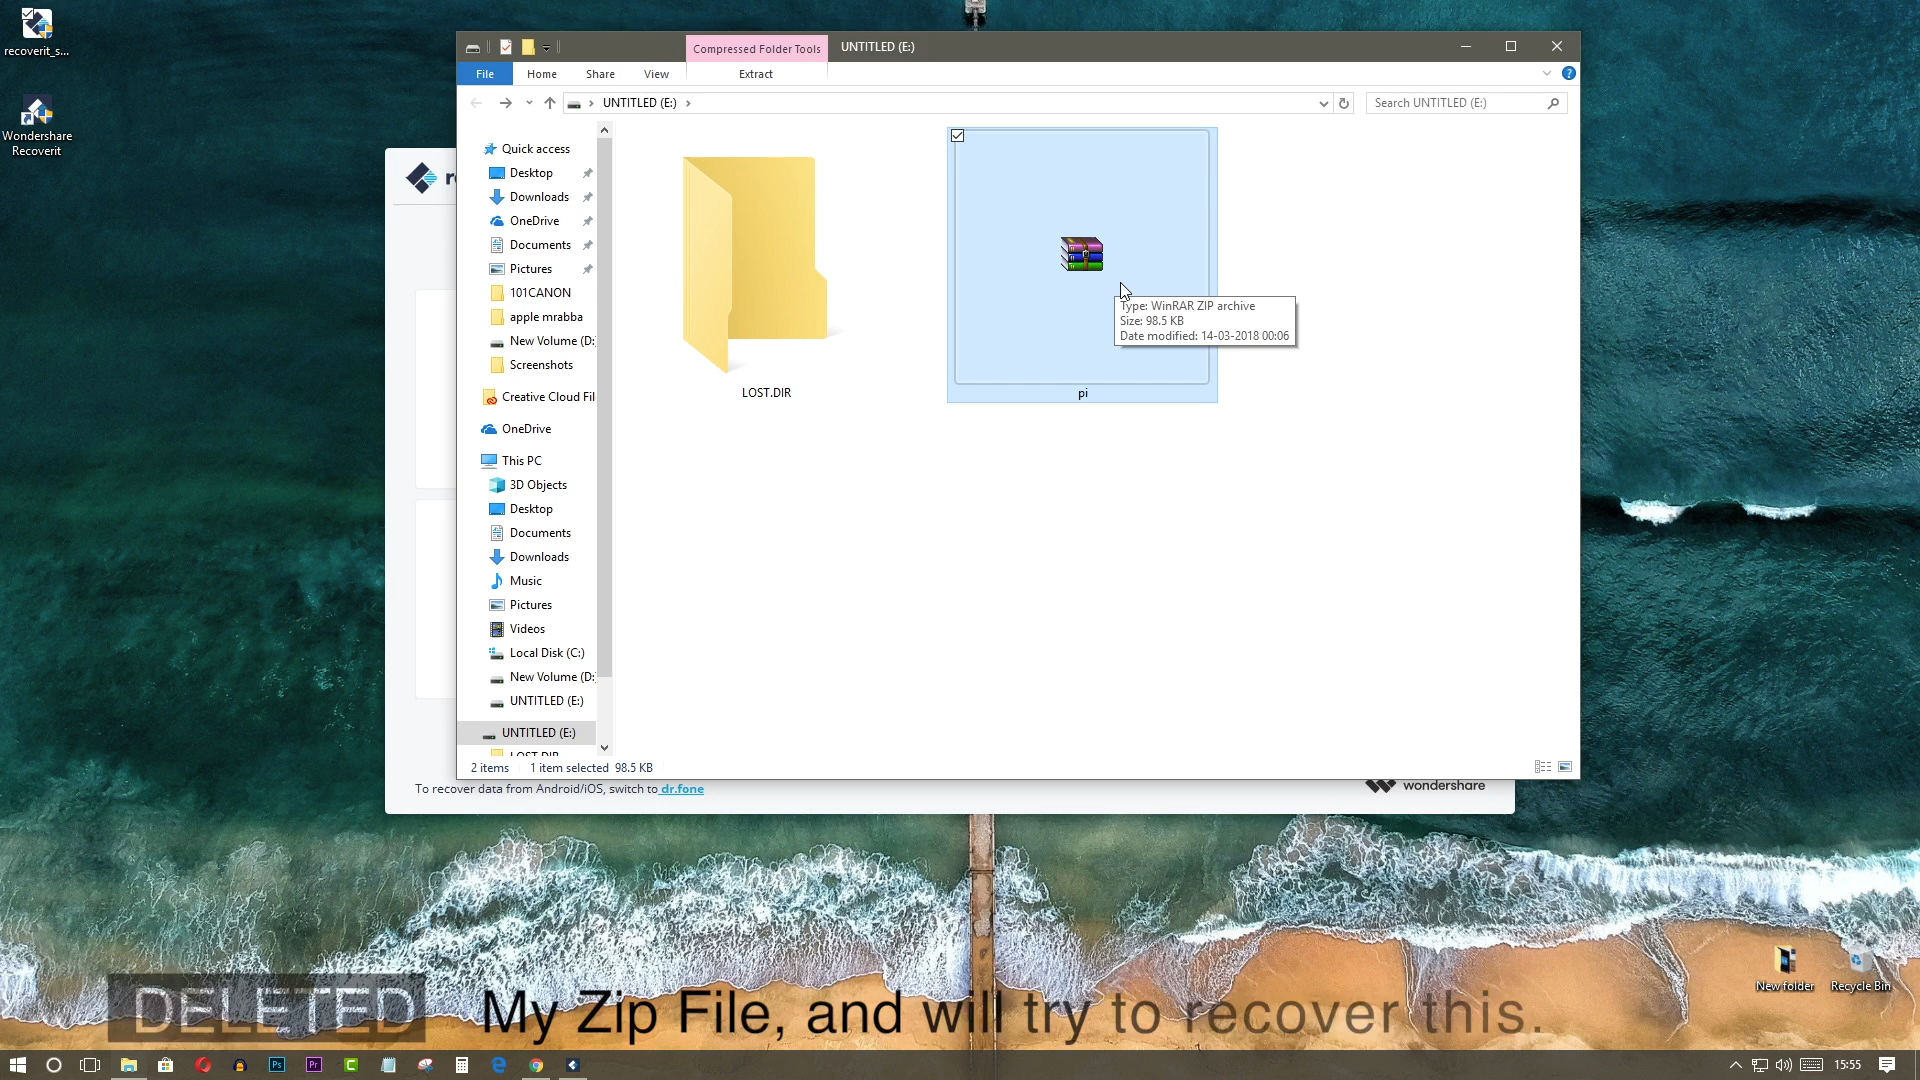 recoverit_s...
Wondershare
Recoverit
Compressed Folder Tools
UNTITLED (E:)
File
Home
Share
View
Extract
UNTITLED (E:)
Search UNTITLED (E:)
Quick access
Desktop
Downloads
OneDrive
Documents
Pictures
101CANON
apple mrabba
New Volume (D:
Screenshots
Creative Cloud Fil
OneDrive
This PC
3D Objects
Desktop
Documents
Downloads
Music
Pictures
Videos
Local Disk (C:)
New Volume (D:
UNTITLED (E:)
UNTITLED (E:)
LOST.DIR
LOST.DIR
pi
Type: WinRAR ZIP archive
Size: 98.5 KB
Date modified: 14-03-2018 00:06
2 items
1 item selected 98.5 KB
To recover data from Android/iOS, switch to dr.fone
wondershare
New folder
Recycle Bin
DELETED My Zip File, and will try to recover this.
Ps
Pr
15:55